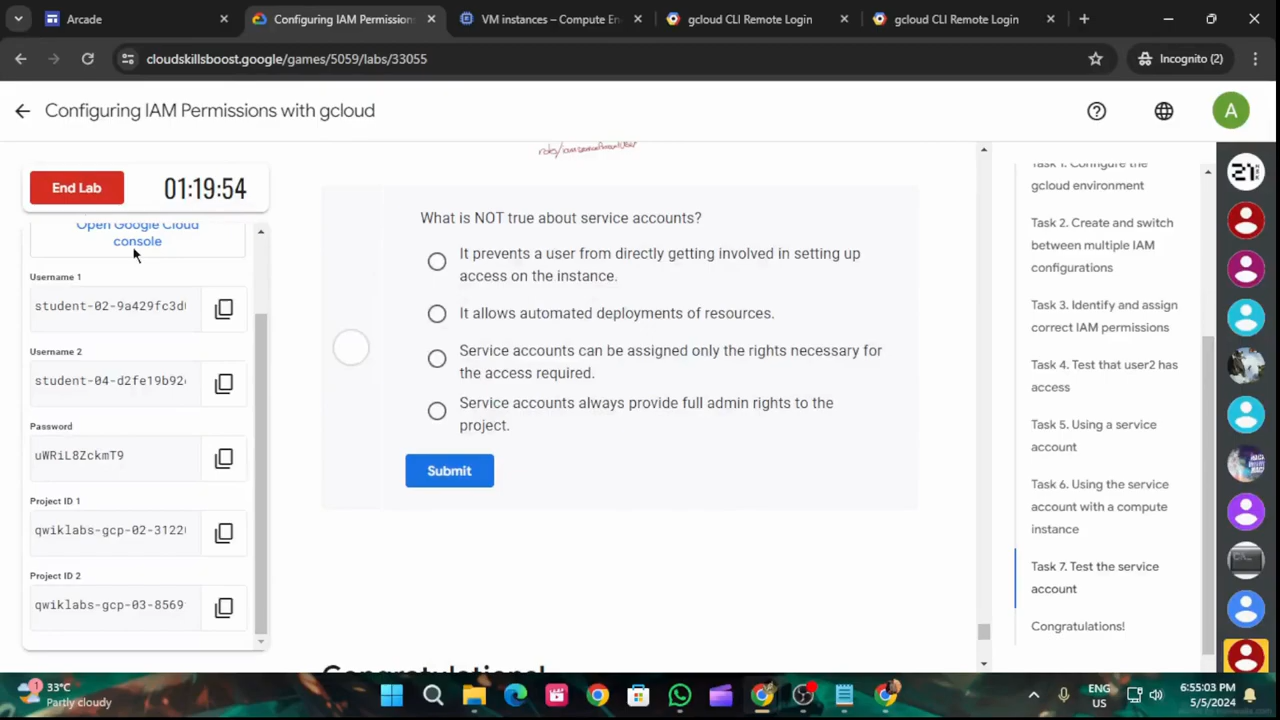 Arcade
Configuring IAM Permission
VM instances – Compute En
gcloud CLI Remote Login
gcloud CLI Remote Login
cloudskillsboost.google/games/5059/labs/33055
Incognito (2)
Configuring IAM Permissions with gcloud
A
End Lab
01:19:54
Open Google Cloud
console
Username 1
student-02-9a429fc3d
Username 2
student-04-d2fe19b92
Password
uWRiL8ZckmT9
Project ID 1
qwiklabs-gcp-02-3122
Project ID 2
qwiklabs-gcp-03-8569
What is NOT true about service accounts?
It prevents a user from directly getting involved in setting up
access on the instance.
It allows automated deployments of resources.
Service accounts can be assigned only the rights necessary for
the access required.
Service accounts always provide full admin rights to the
project.
Submit
Congratulations!
Task 1. Configure the
gcloud environment
Task 2. Create and switch
between multiple IAM
configurations
Task 3. Identify and assign
correct IAM permissions
Task 4. Test that user2 has
access
Task 5. Using a service
account
Task 6. Using the service
account with a compute
instance
Task 7. Test the service
account
Congratulations!
1
33°C
Partly cloudy
ENG
US
6:55:03 PM
5/5/2024